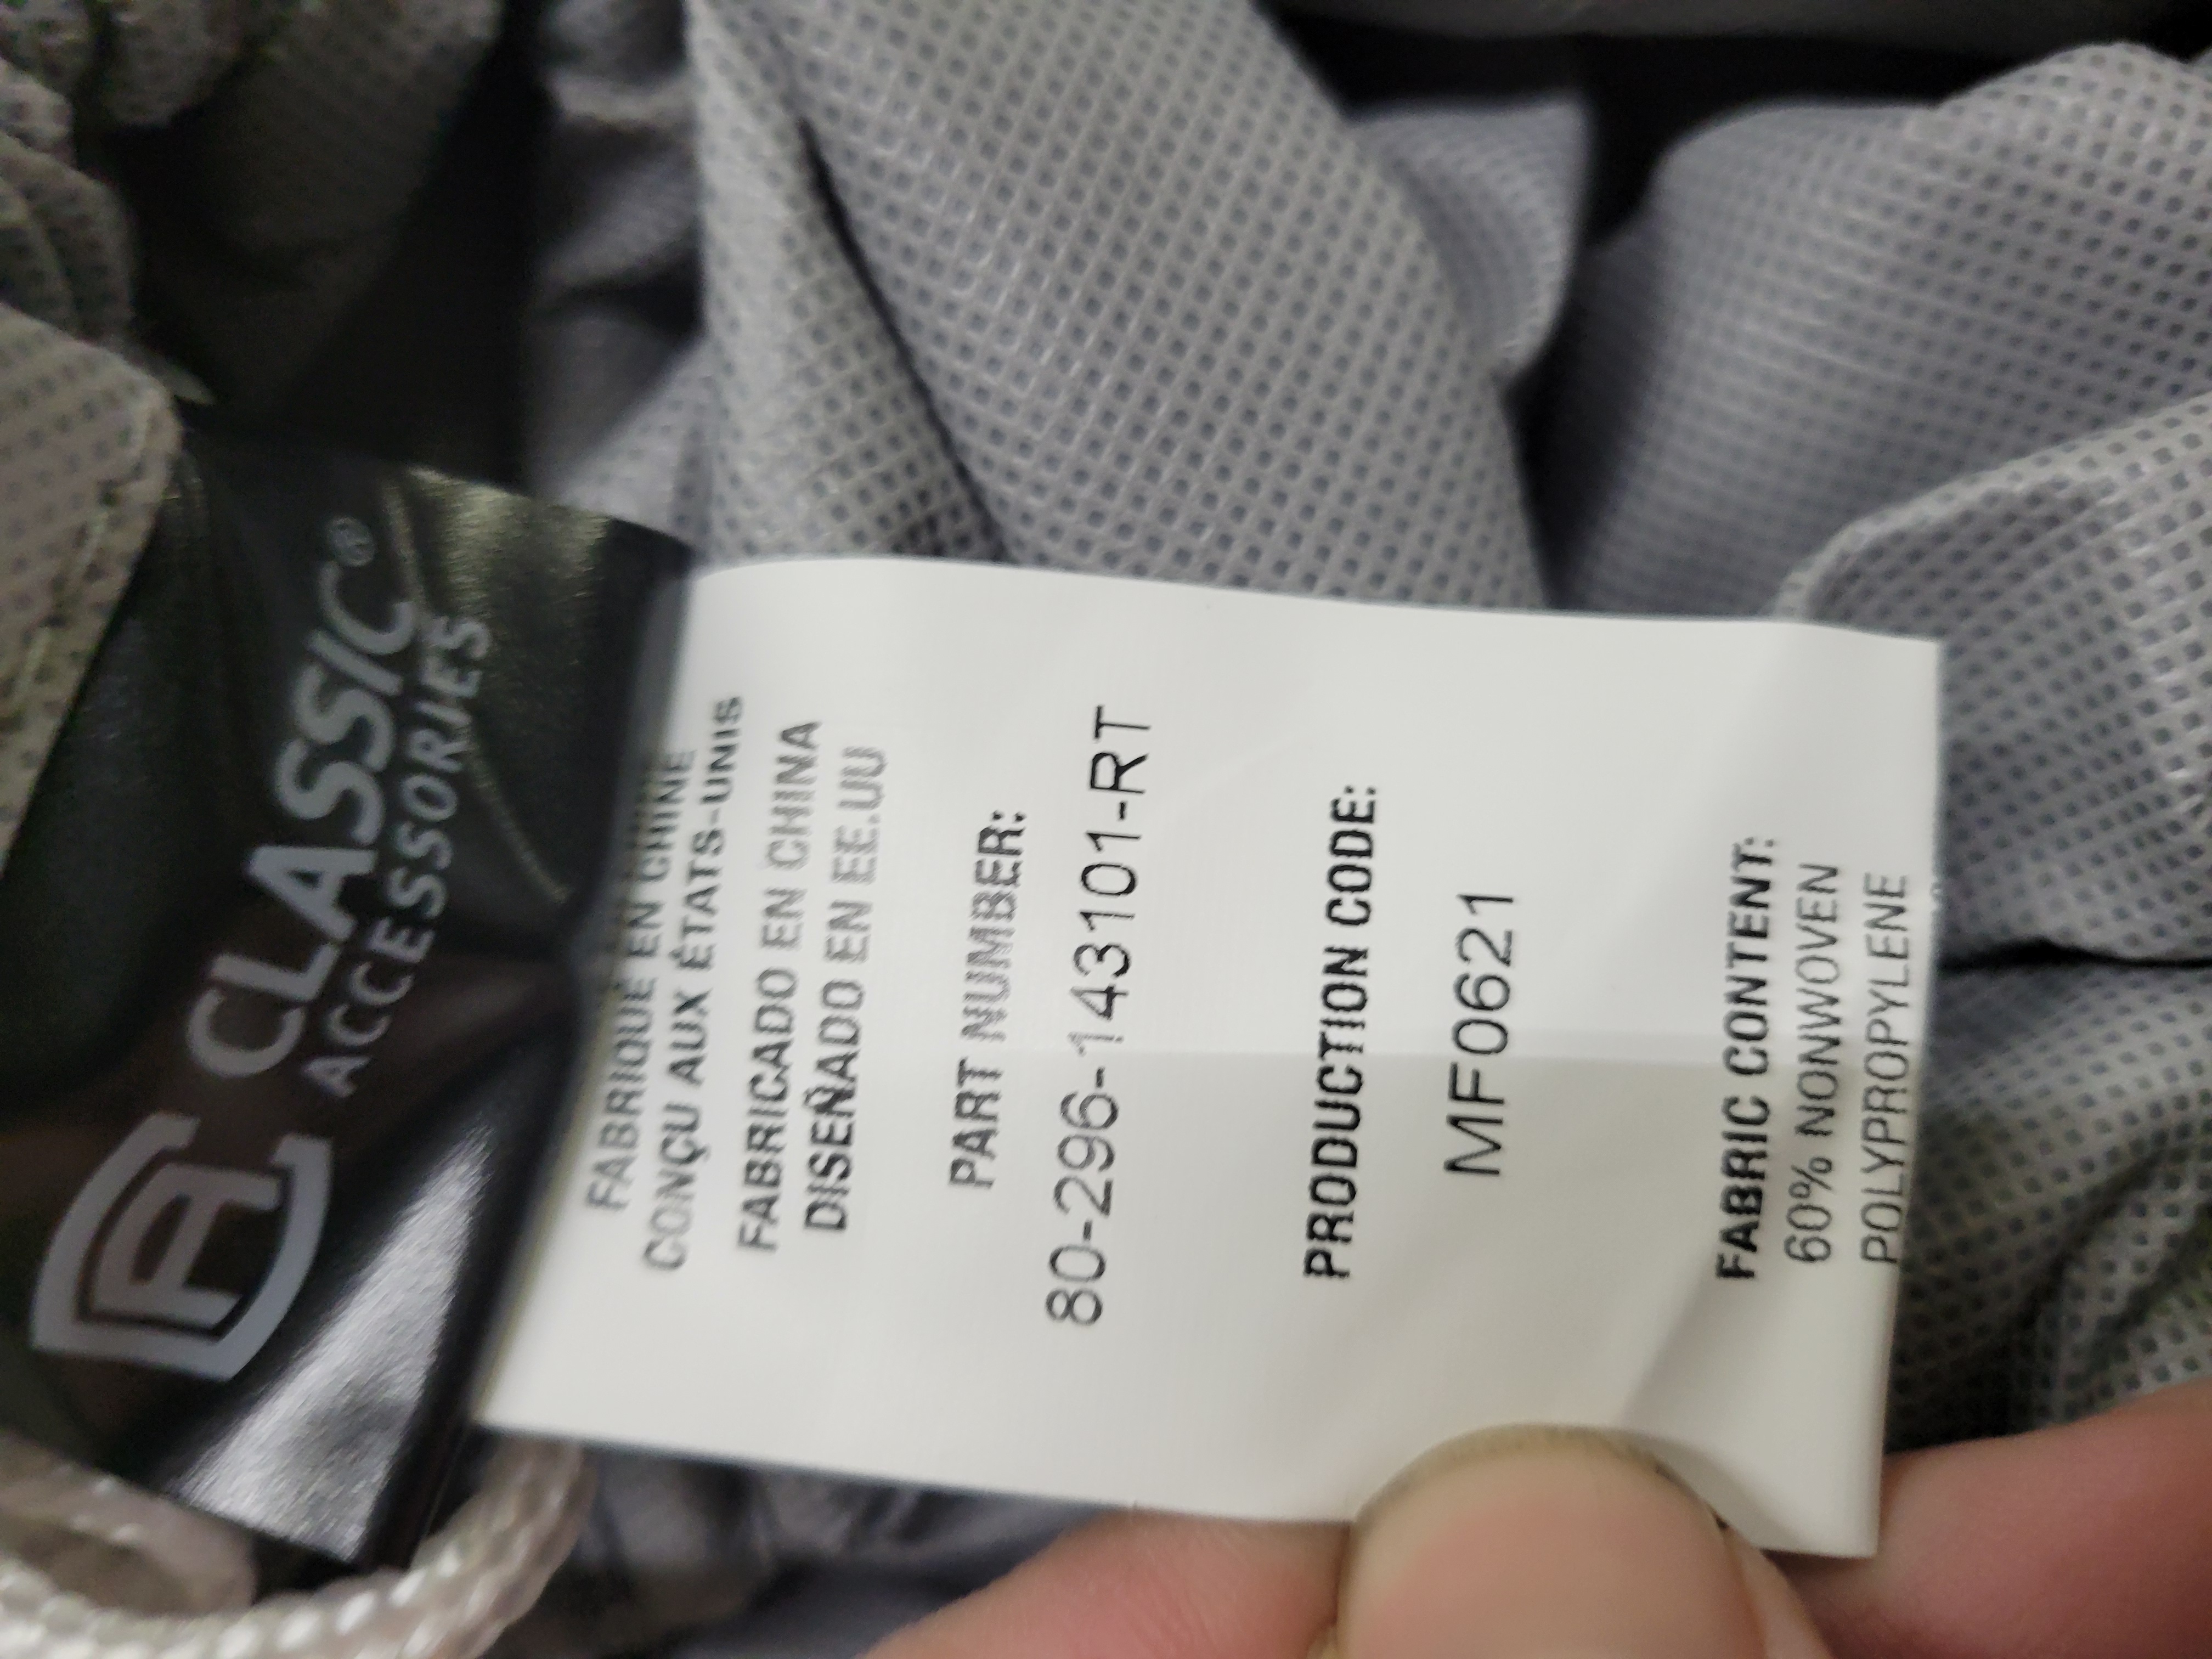 CLASSIC®
ACCESSORIES
FABRIQUÉ EN CHINE
CONÇU AUX ÉTATS-UNIS
FABRICADO EN CHINA
DISEÑADO EN EE.UU
PART NUMBER:
80-296-143101-RT
PRODUCTION CODE:
MF0621
FABRIC CONTENT:
60% NONWOVEN
POLYPROPYLENE